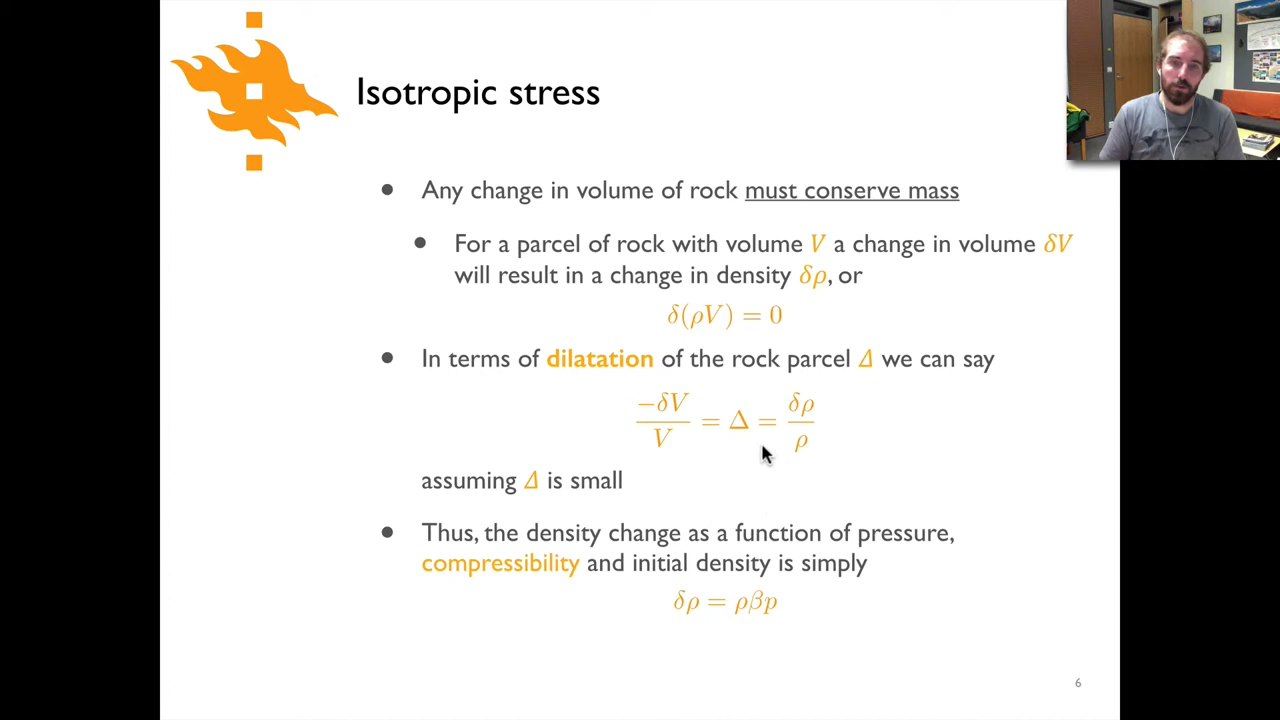 Isotropic stress
• Any change in volume of rock must conserve mass
• For a parcel of rock with volume V a change in volume δV
will result in a change in density δρ, or
δ(ρV) = 0
• In terms of dilatation of the rock parcel Δ we can say
−δV/V = Δ = δρ/ρ
assuming Δ is small
• Thus, the density change as a function of pressure,
compressibility and initial density is simply
δρ = ρβp
6